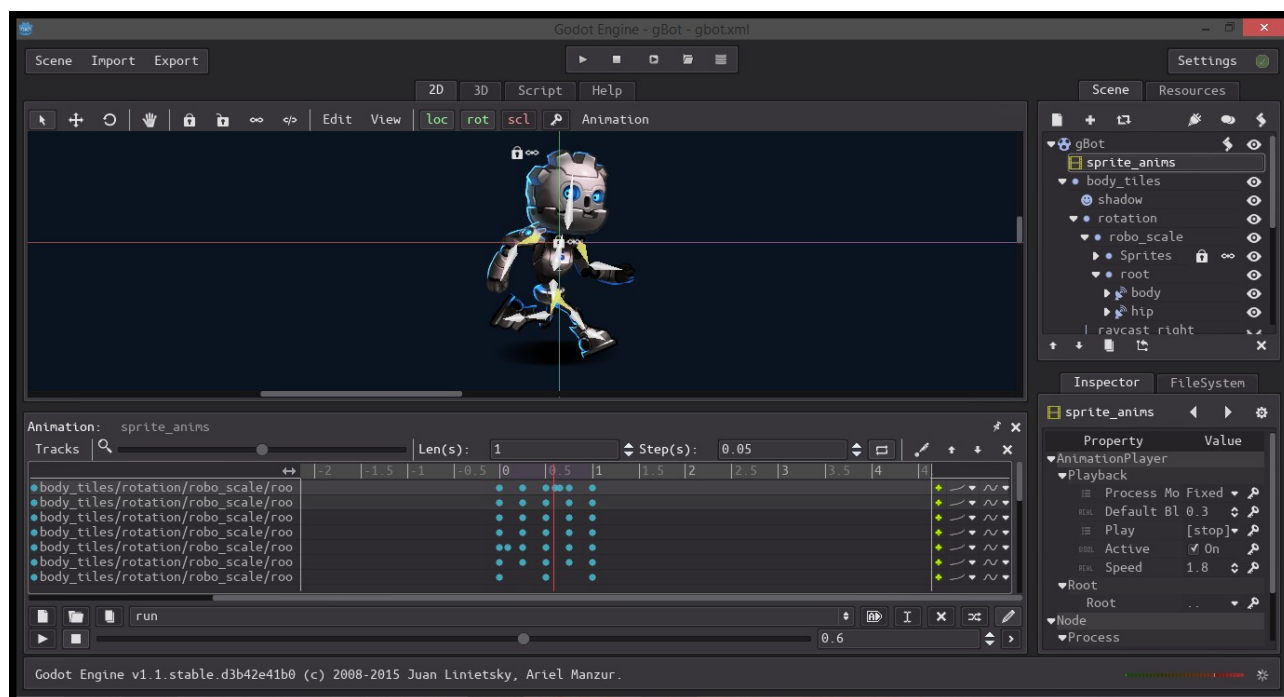 Godot Engine - gBot - gbot.xml
Scene Import Export
Settings
2D 3D Script Help
Scene Resources
Edit View loc rot scl Animation
gBot
sprite_anims
body_tiles
shadow
rotation
robo_scale
Sprites
root
body
hip
raycast_right
Inspector FileSystem
sprite_anims
Property Value
AnimationPlayer
Playback
Process Mo Fixed
REAL Default Bl 0.3
Play [stop]
BOOL Active On
REAL Speed 1.8
Root
Root ..
Node
Process
Animation: sprite_anims
Tracks Len(s): 1 Step(s): 0.05
-2 -1.5 -1 -0.5 0 0.5 1 1.5 2 2.5 3 3.5 4 4
body_tiles/rotation/robo_scale/roo
body_tiles/rotation/robo_scale/roo
body_tiles/rotation/robo_scale/roo
body_tiles/rotation/robo_scale/roo
body_tiles/rotation/robo_scale/roo
body_tiles/rotation/robo_scale/roo
body_tiles/rotation/robo_scale/roo
run
0.6
Godot Engine v1.1.stable.d3b42e41b0 (c) 2008-2015 Juan Linietsky, Ariel Manzur.